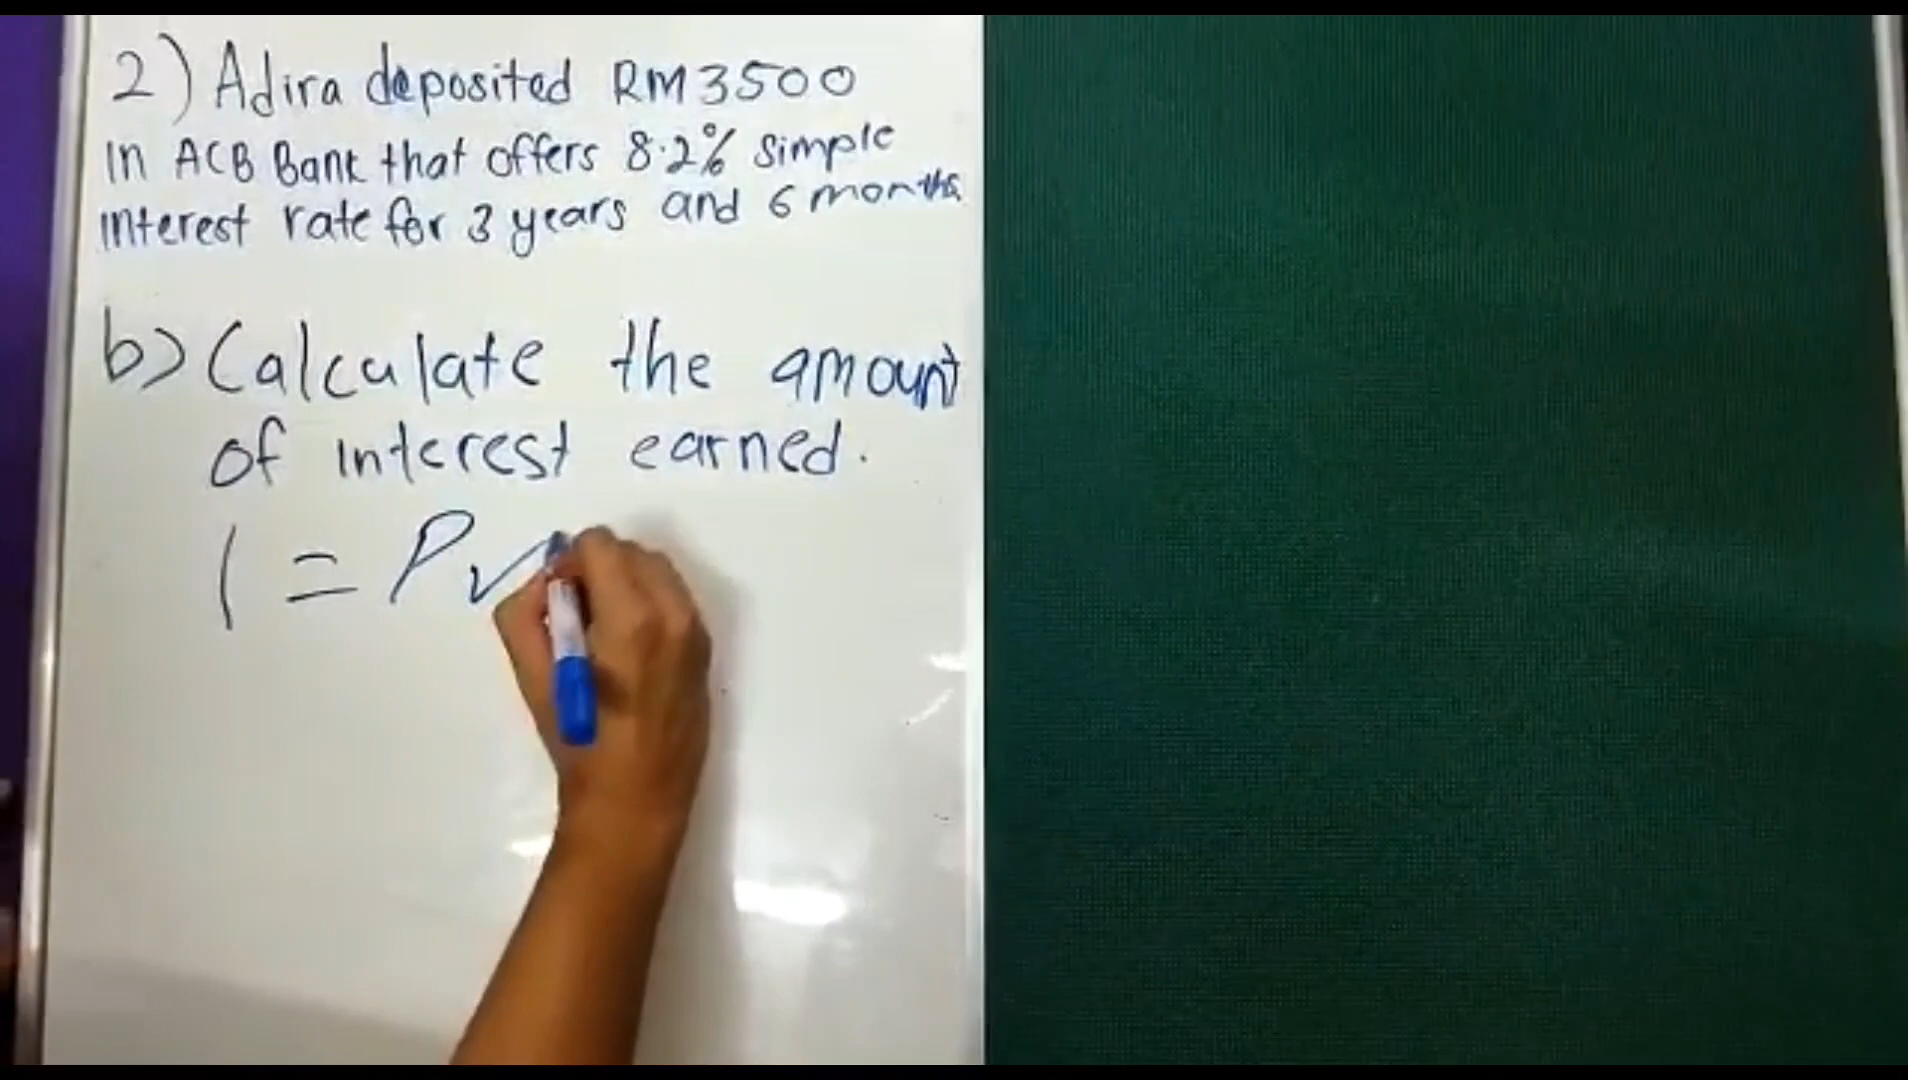 2) Adira deposited RM3500
in ACB Bank that offers 8.2% simple
interest rate for 3 years and 6 months.
b) Calculate the amount
of interest earned.
I = Pr